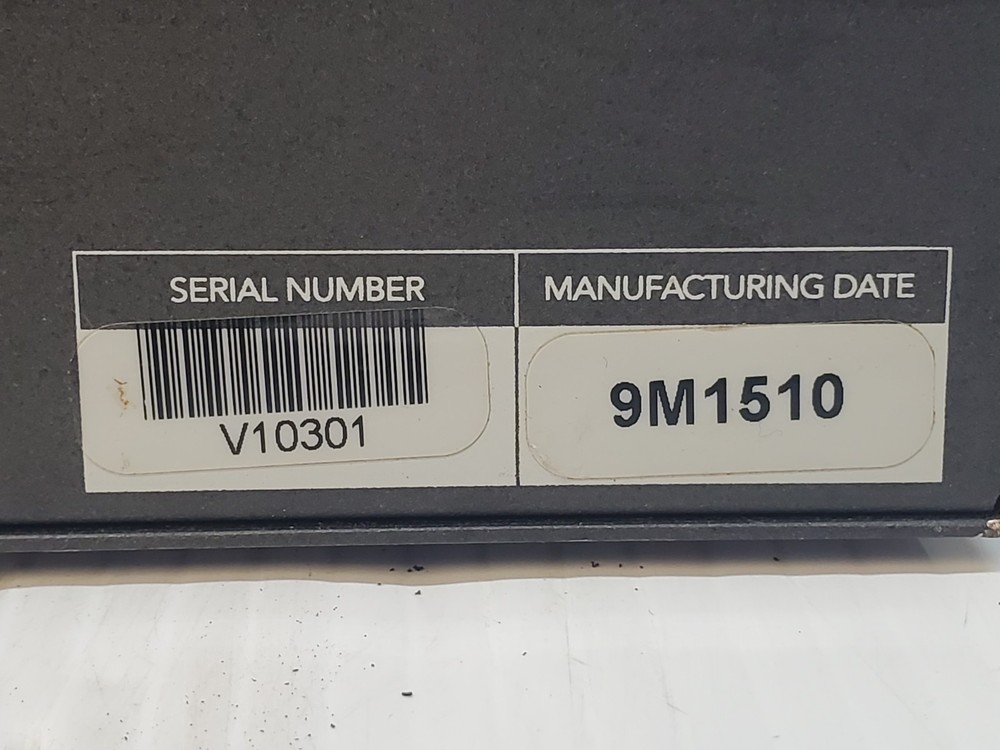 SERIAL NUMBER
V10301
MANUFACTURING DATE
9M1510